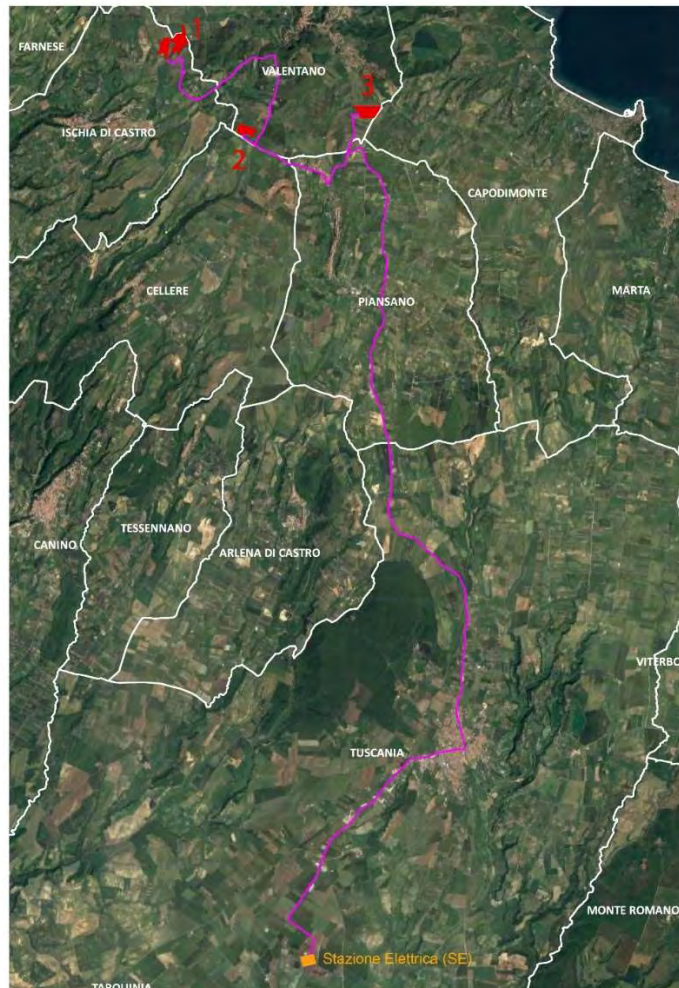 1
FARNESE
VALENTANO
3
ISCHIA DI CASTRO
2
CAPODIMONTE
CELLERE
MARTA
PIANSANO
TESSENNANO
CANINO
ARLENA DI CASTRO
VITERBO
TUSCANIA
MONTE ROMANO
Stazione Elettrica (SE)
TARQUINIA